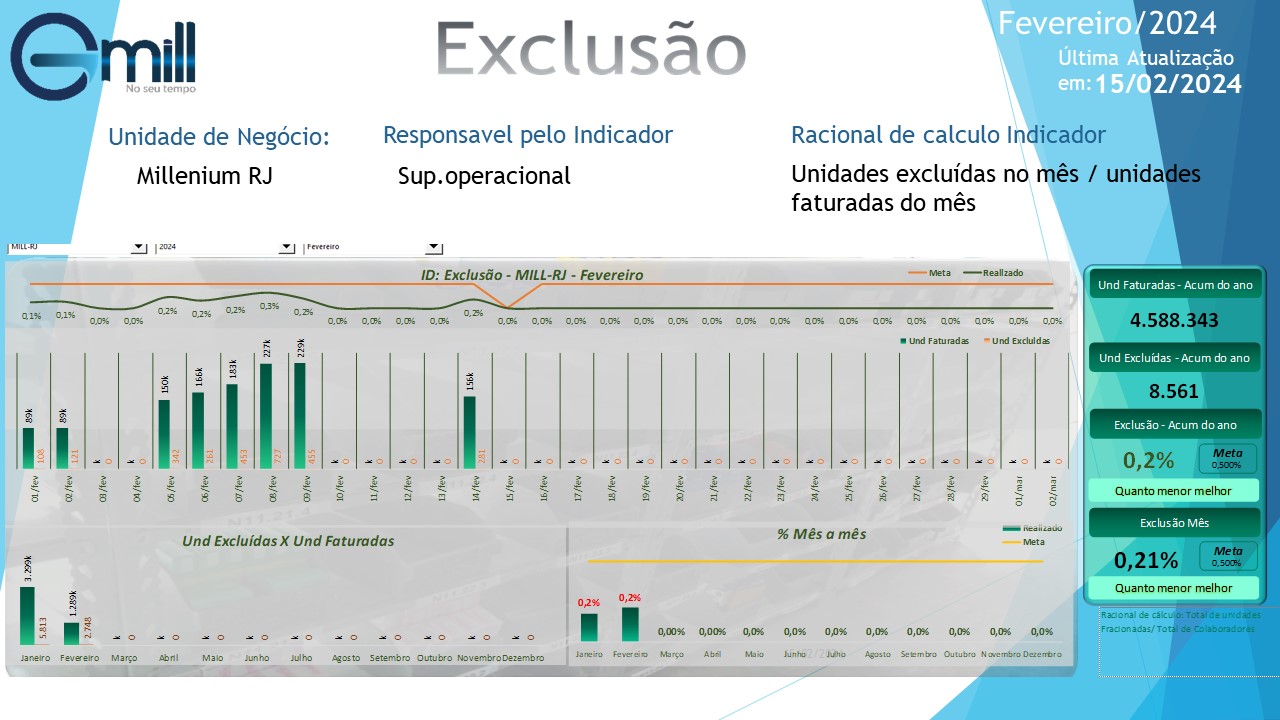 Gmill
No seu tempo
Exclusão
Fevereiro/2024
Última Atualização
em:15/02/2024
Unidade de Negócio:
Millenium RJ
Responsavel pelo Indicador
Sup.operacional
Racional de calculo Indicador
Unidades excluídas no mês / unidades
faturadas do mês
MILL-RJ 2024 Fevereiro
ID: Exclusão - MILL-RJ - Fevereiro
Meta Realizado
0,1% 0,1% 0,0% 0,0% 0,2% 0,2% 0,2% 0,3% 0,2% 0,0% 0,0% 0,0% 0,0% 0,2% 0,0% 0,0% 0,0% 0,0% 0,0% 0,0% 0,0% 0,0% 0,0% 0,0% 0,0% 0,0% 0,0% 0,0% 0,0% 0,0% 0,0%
Und Faturadas Und Excluídas
89k 89k k k 150k 166k 183k 227k 229k k k k k 156k k k k k k k k k k k k k k k k k k
108 121 0 0 342 261 453 727 455 0 0 0 0 281 0 0 0 0 0 0 0 0 0 0 0 0 0 0 0 0 0
01/fev 02/fev 03/fev 04/fev 05/fev 06/fev 07/fev 08/fev 09/fev 10/fev 11/fev 12/fev 13/fev 14/fev 15/fev 16/fev 17/fev 18/fev 19/fev 20/fev 21/fev 22/fev 23/fev 24/fev 25/fev 26/fev 27/fev 28/fev 29/fev 01/mar 02/mar
Und Excluídas X Und Faturadas
3.299k 1.289k k k k k k k k k k k
5.813 2.748 0 0 0 0 0 0 0 0 0 0
Janeiro Fevereiro Março Abril Maio Junho Julho Agosto Setembro Outubro Novembro Dezembro
% Mês a mês
Realizado
Meta
0,2% 0,2% 0,00% 0,00% 0,0% 0,0% 0,0% 0,0% 0,0% 0,0% 0,0% 0,0%
Janeiro Fevereiro Março Abril Maio Junho Julho Agosto Setembro Outubro Novembro Dezembro
Und Faturadas - Acum do ano
4.588.343
Und Excluídas - Acum do ano
8.561
Exclusão - Acum do ano
0,2%
Meta
0,500%
Quanto menor melhor
Exclusão Mês
0,21%
Meta
0,500%
Quanto menor melhor
Racional de cálculo: Total de unidades
Fracionadas/ Total de Colaboradores